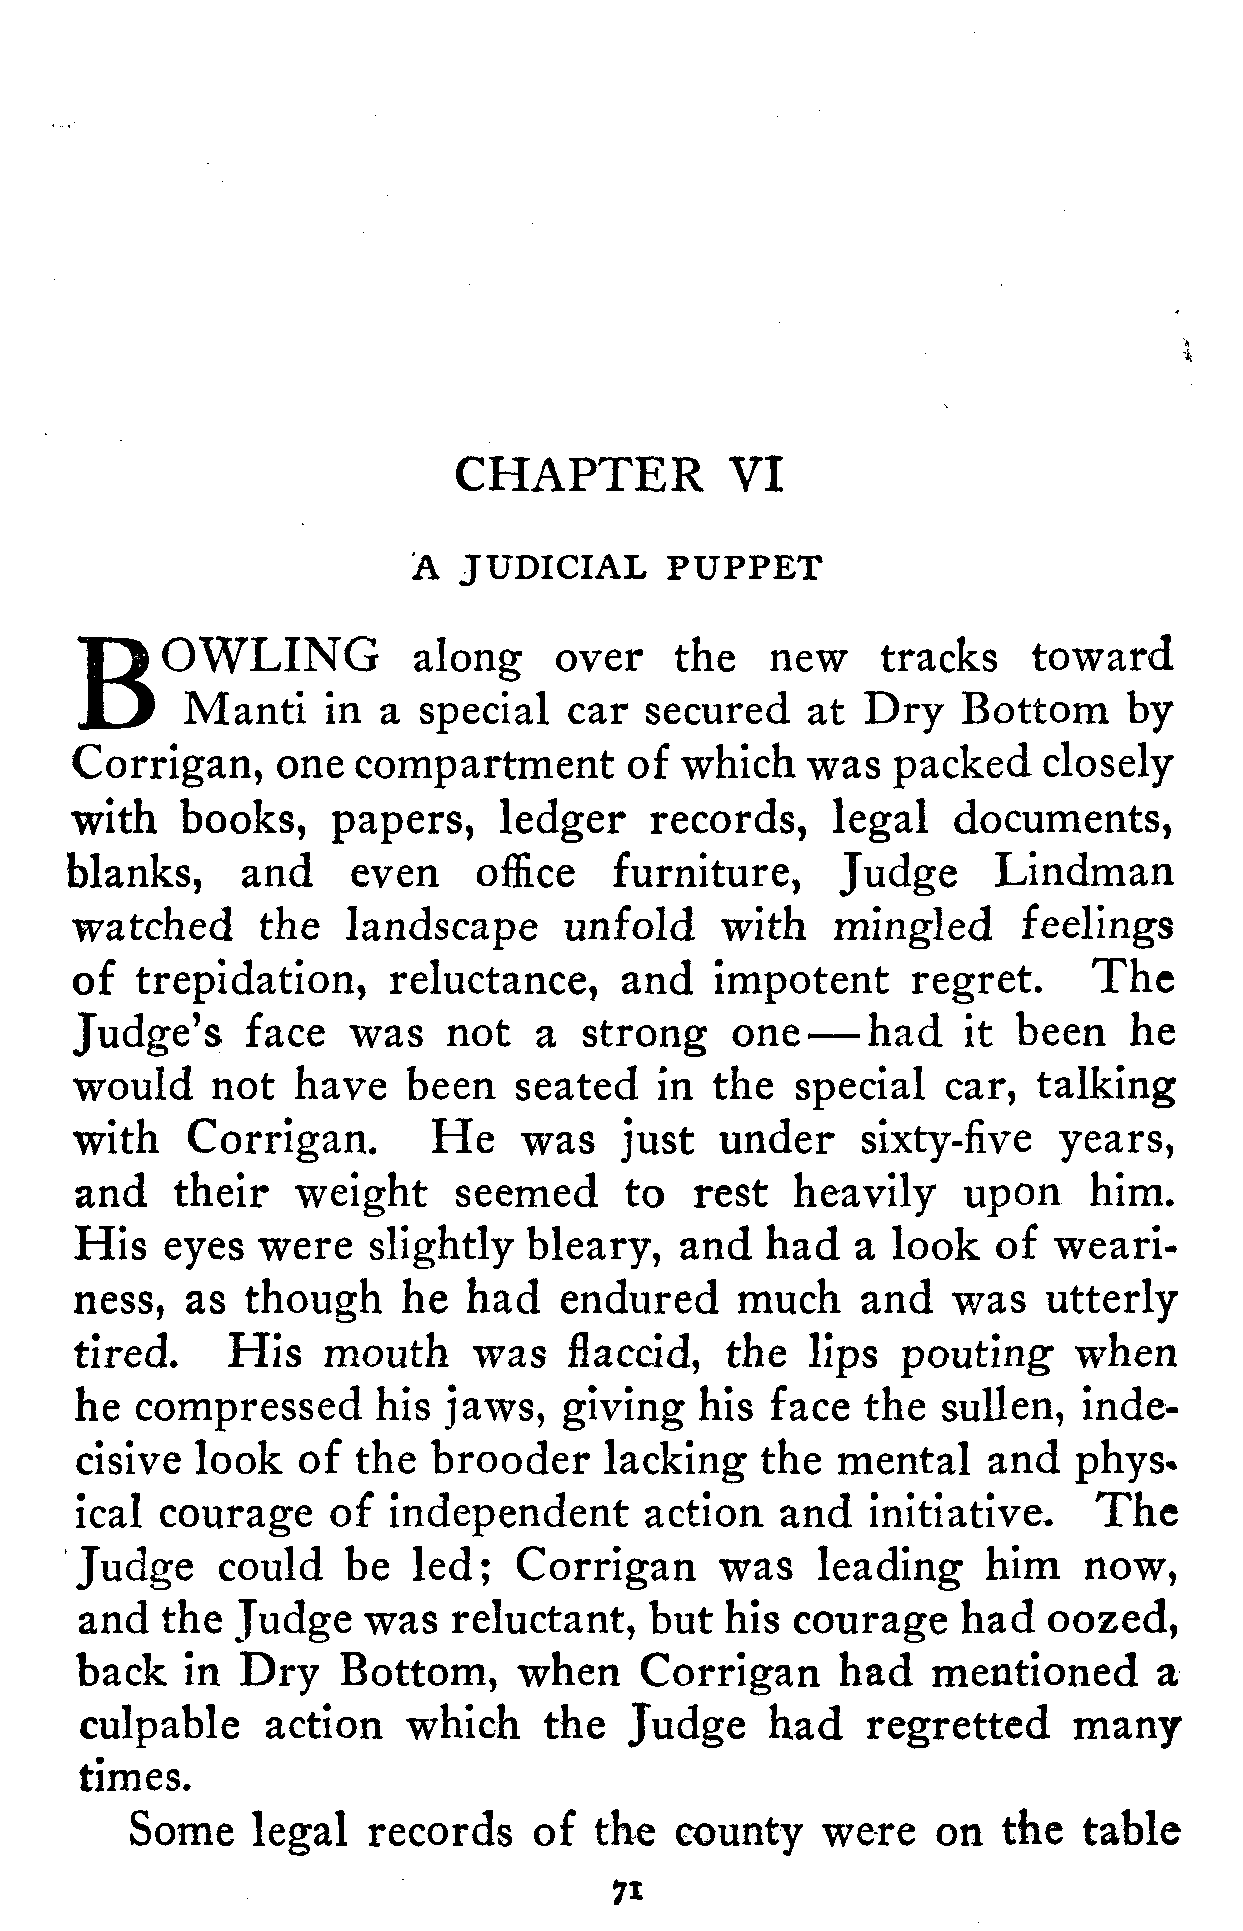 CHAPTER VI
A JUDICIAL PUPPET
BOWLING along over the new tracks toward
Manti in a special car secured at Dry Bottom by
Corrigan, one compartment of which was packed closely
with books, papers, ledger records, legal documents,
blanks, and even office furniture, Judge Lindman
watched the landscape unfold with mingled feelings
of trepidation, reluctance, and impotent regret. The
Judge's face was not a strong one—had it been he
would not have been seated in the special car, talking
with Corrigan. He was just under sixty-five years,
and their weight seemed to rest heavily upon him.
His eyes were slightly bleary, and had a look of weari-
ness, as though he had endured much and was utterly
tired. His mouth was flaccid, the lips pouting when
he compressed his jaws, giving his face the sullen, inde-
cisive look of the brooder lacking the mental and phys-
ical courage of independent action and initiative. The
Judge could be led; Corrigan was leading him now,
and the Judge was reluctant, but his courage had oozed,
back in Dry Bottom, when Corrigan had mentioned a
culpable action which the Judge had regretted many
times.
Some legal records of the county were on the table
71